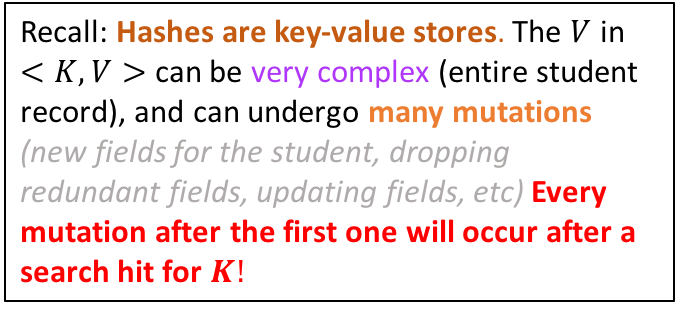 Recall: Hashes are key-value stores. The V in
< K, V > can be very complex (entire student
record), and can undergo many mutations
(new fields for the student, dropping
redundant fields, updating fields, etc) Every
mutation after the first one will occur after a
search hit for K!